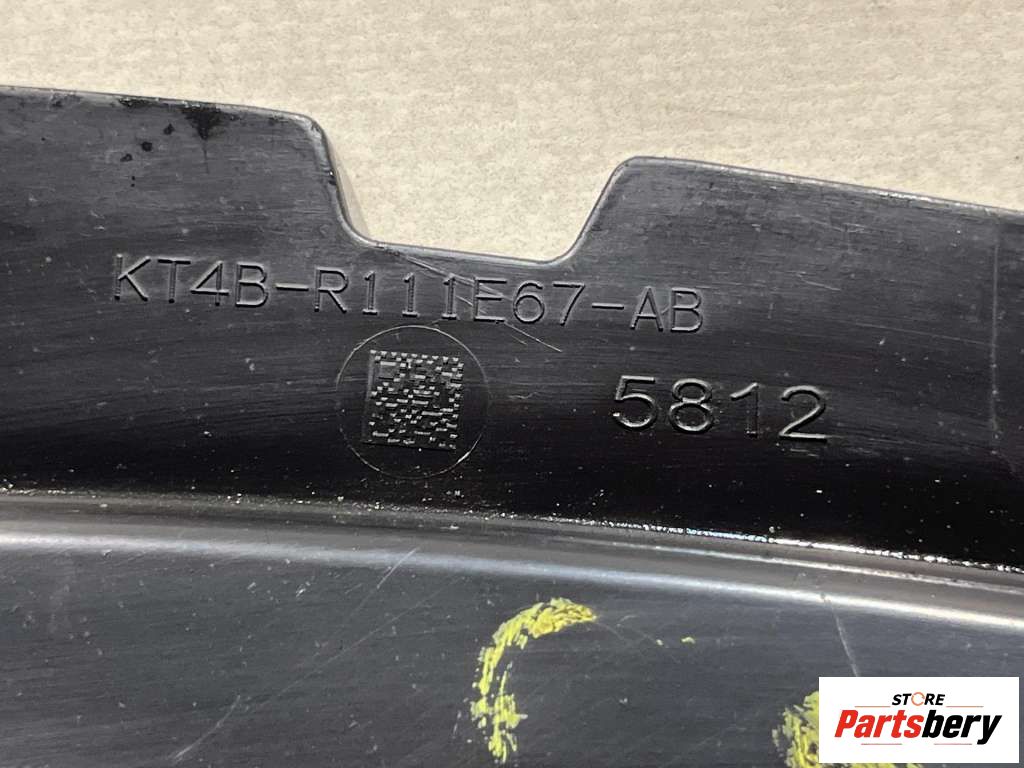 KT4B-R111E67-AB
5812
STORE
Partsbery